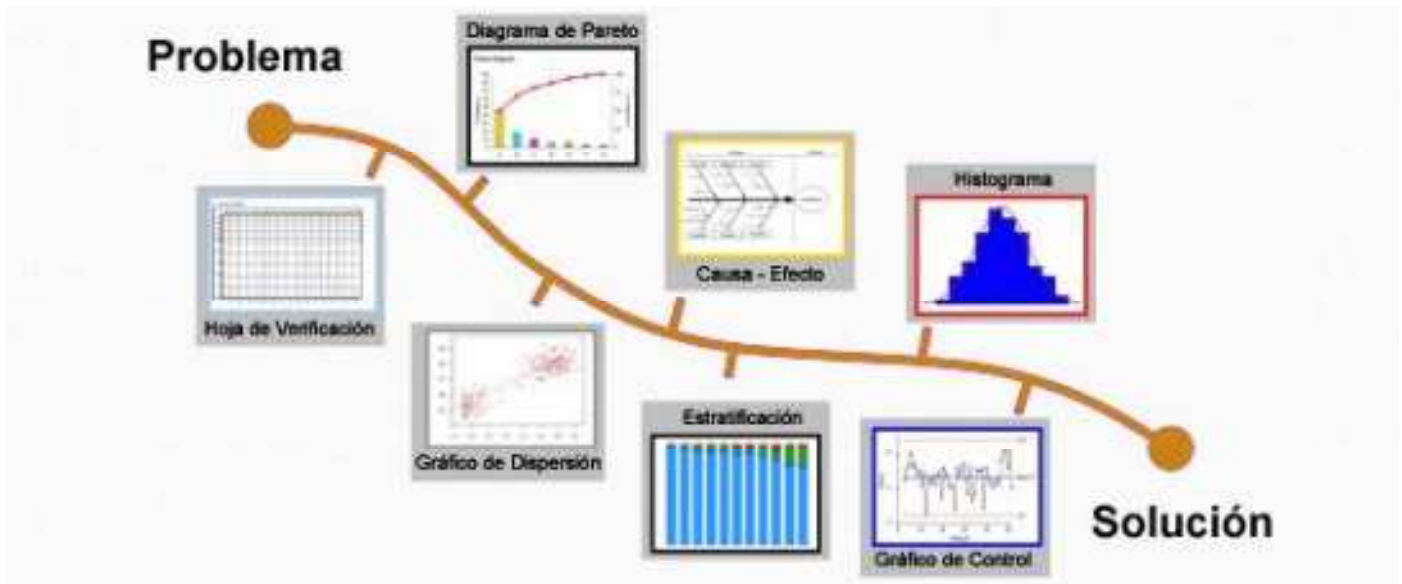 Problema
Diagrama de Pareto
Hoja de Verificación
Gráfico de Dispersión
Causa - Efecto
Estratificación
Histograma
Gráfico de Control
Solución